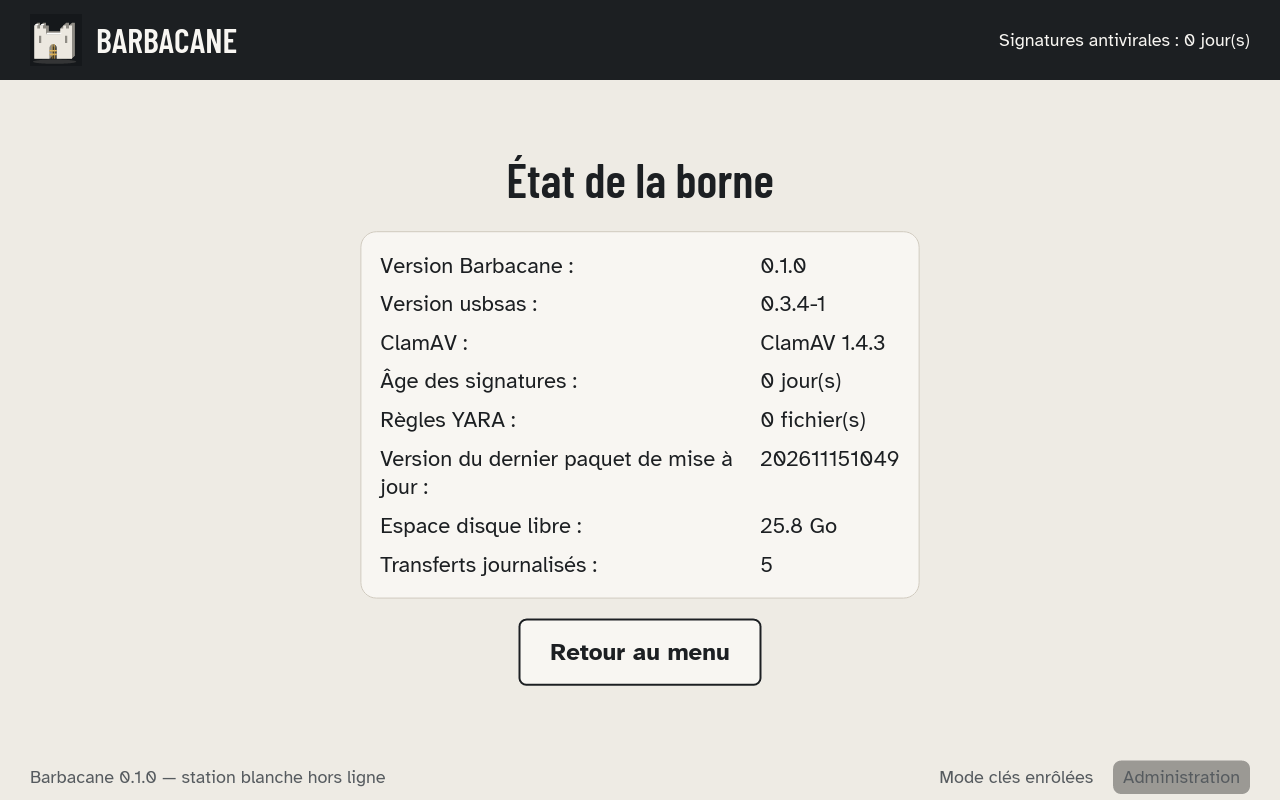 BARBACANE
Signatures antivirales : 0 jour(s)
État de la borne
Version Barbacane : 0.1.0
Version usbsas : 0.3.4-1
ClamAV : ClamAV 1.4.3
Âge des signatures : 0 jour(s)
Règles YARA : 0 fichier(s)
Version du dernier paquet de mise à 202611151049
jour :
Espace disque libre : 25.8 Go
Transferts journalisés : 5
Retour au menu
Barbacane 0.1.0 — station blanche hors ligne
Mode clés enrôlées
Administration